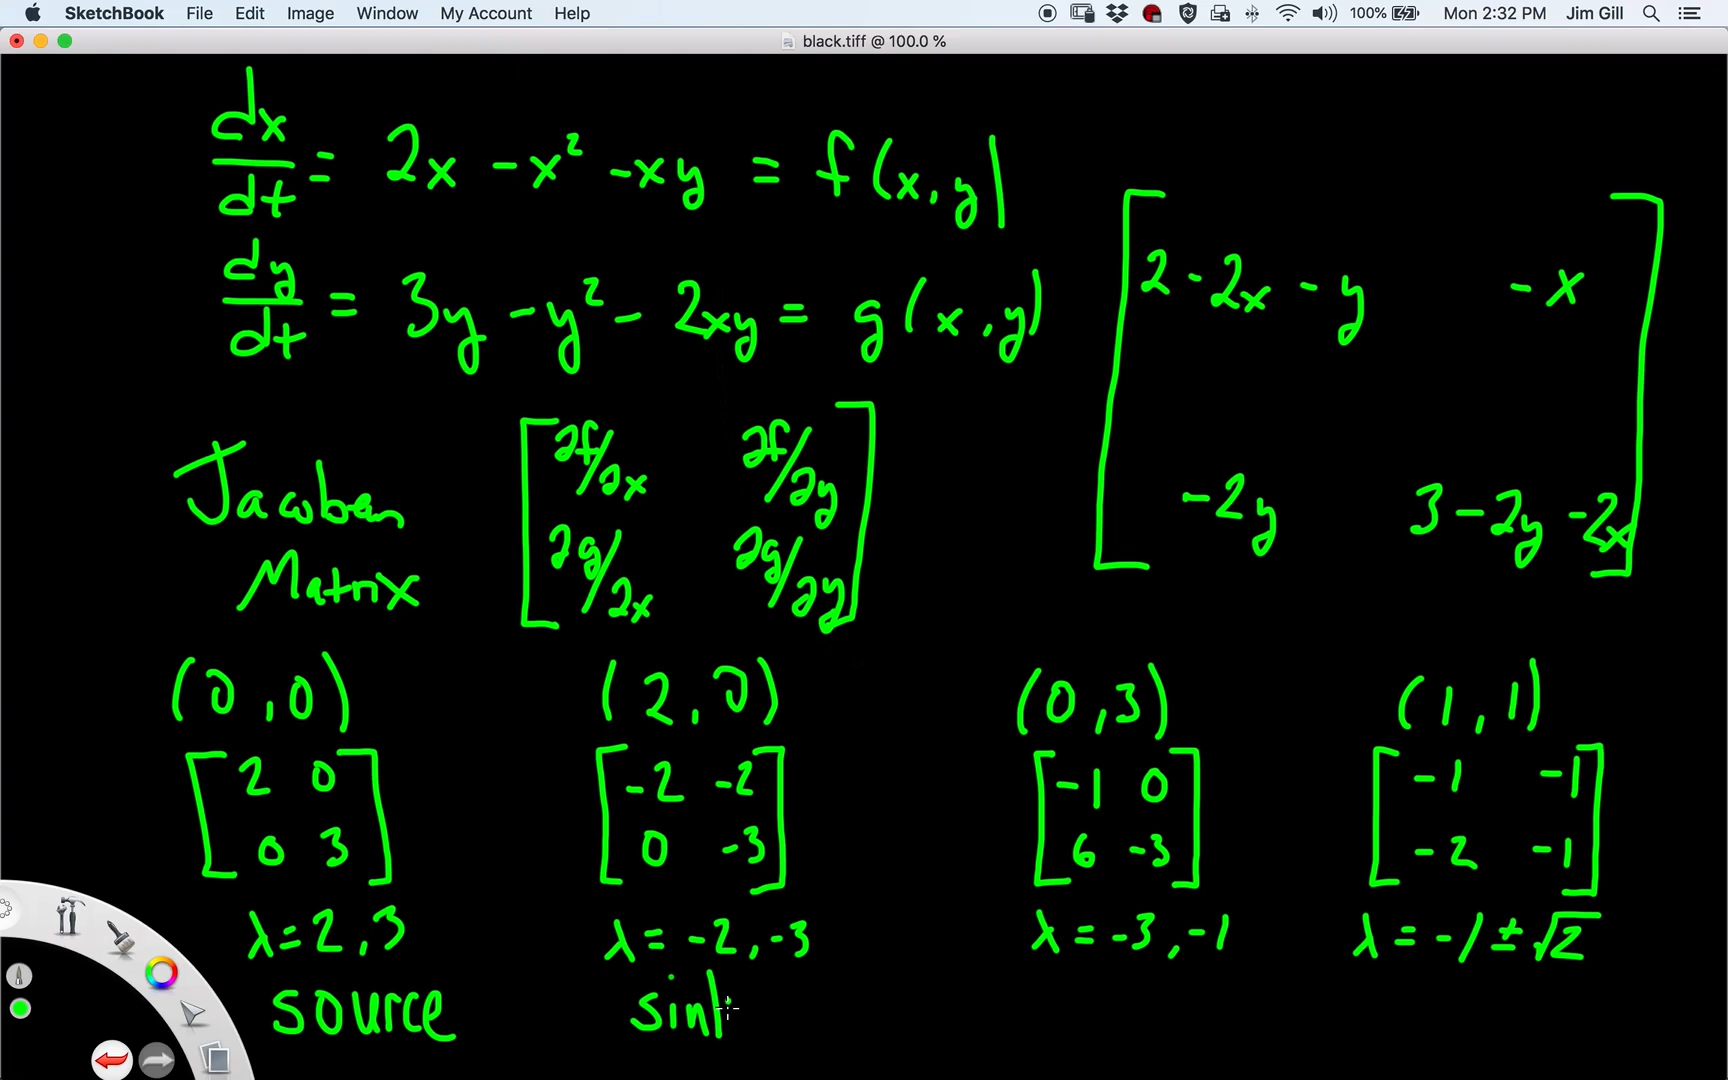 SketchBook File Edit Image Window My Account Help 100% Mon 2:32 PM Jim Gill
black.tiff @ 100.0 %
dx/dt = 2x - x² - xy = f(x,y)
dy/dt = 3y - y² - 2xy = g(x,y)
2 - 2x - y -x
-2y 3 - 2y - 2x
Jacobean Matrix
∂f/∂x ∂f/∂y
∂g/∂x ∂g/∂y
(0,0) (2,0) (0,3) (1,1)
2 0 -2 -2 -1 0 -1 -1
0 3 0 -3 6 -3 -2 -1
λ=2,3 λ= -2,-3 λ = -3,-1 λ = -1 ± √2
source sinl